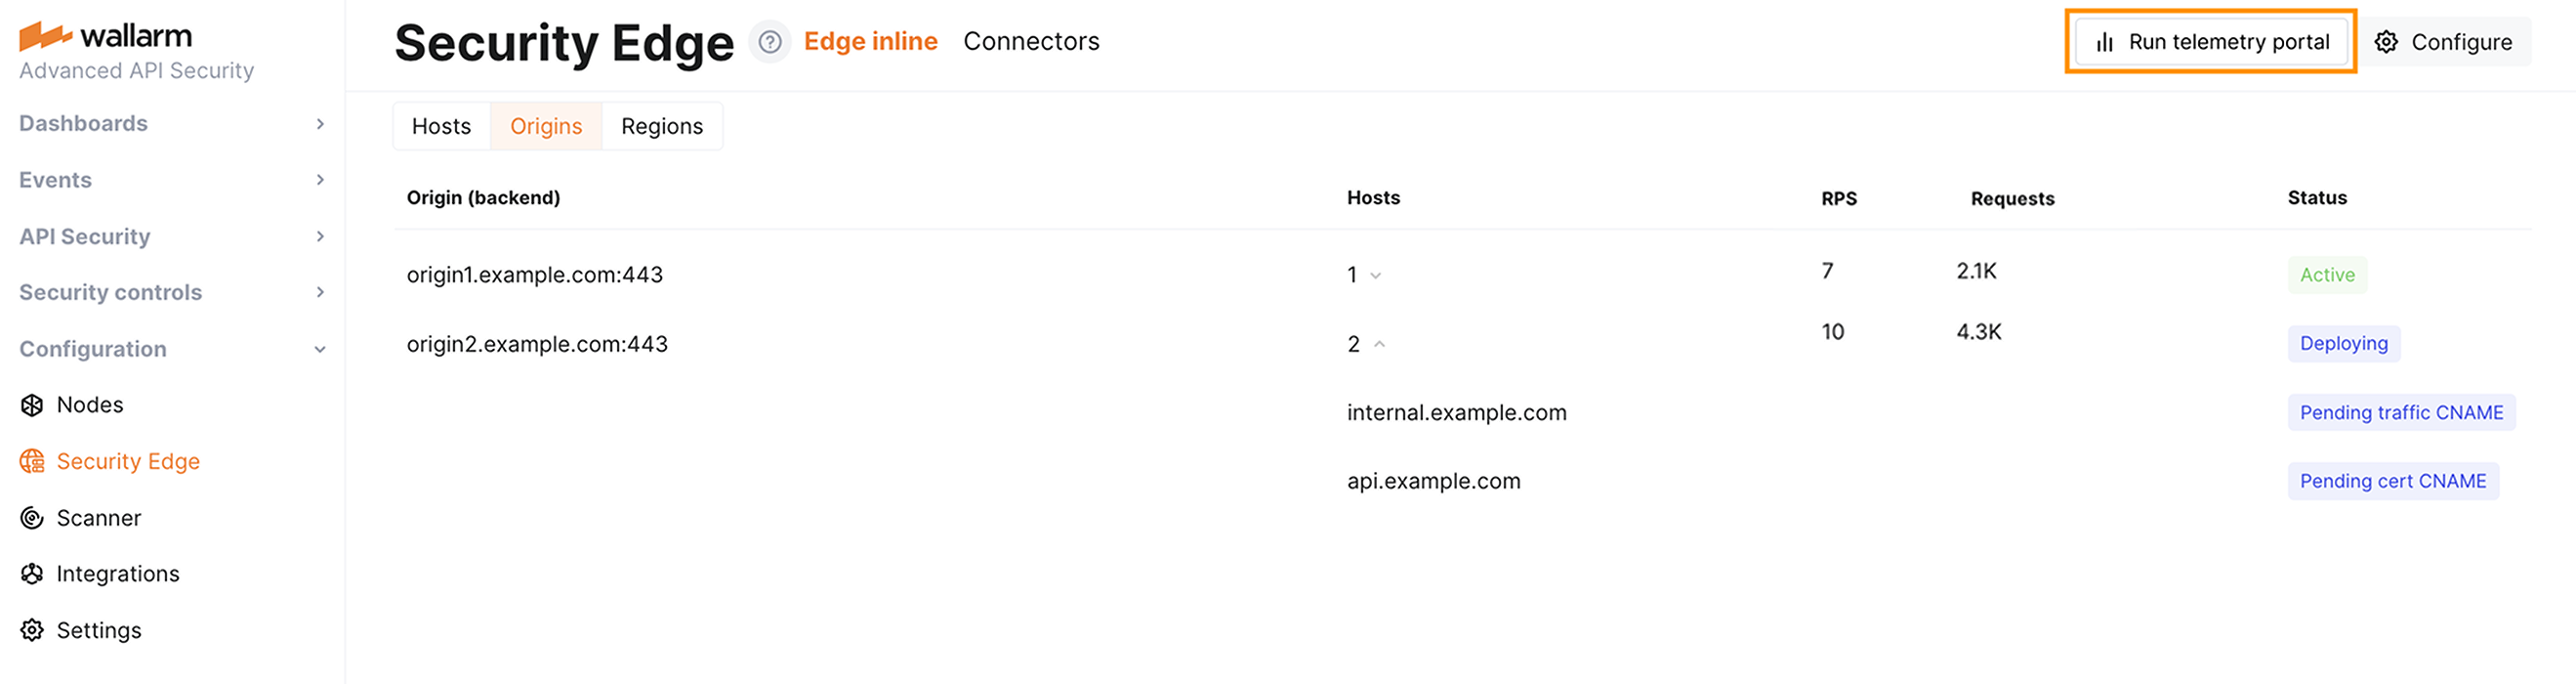 wallarm
Advanced API Security
Dashboards
Events
API Security
Security controls
Configuration
Nodes
Security Edge
Scanner
Integrations
Settings
Security Edge ? Edge inline Connectors Run telemetry portal Configure
Hosts Origins Regions
Origin (backend) Hosts RPS Requests Status
origin1.example.com:443 1 7 2.1K Active
origin2.example.com:443 2 10 4.3K Deploying
internal.example.com Pending traffic CNAME
api.example.com Pending cert CNAME